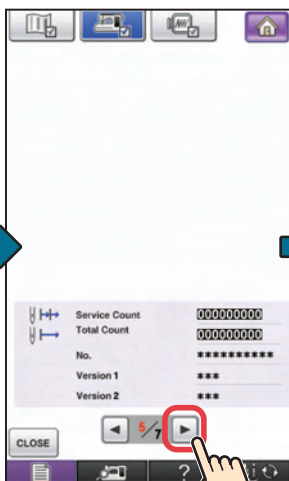 Service Count 000000000
Total Count 000000000
No. **********
Version 1 ***
Version 2 ***
CLOSE 5/7
?